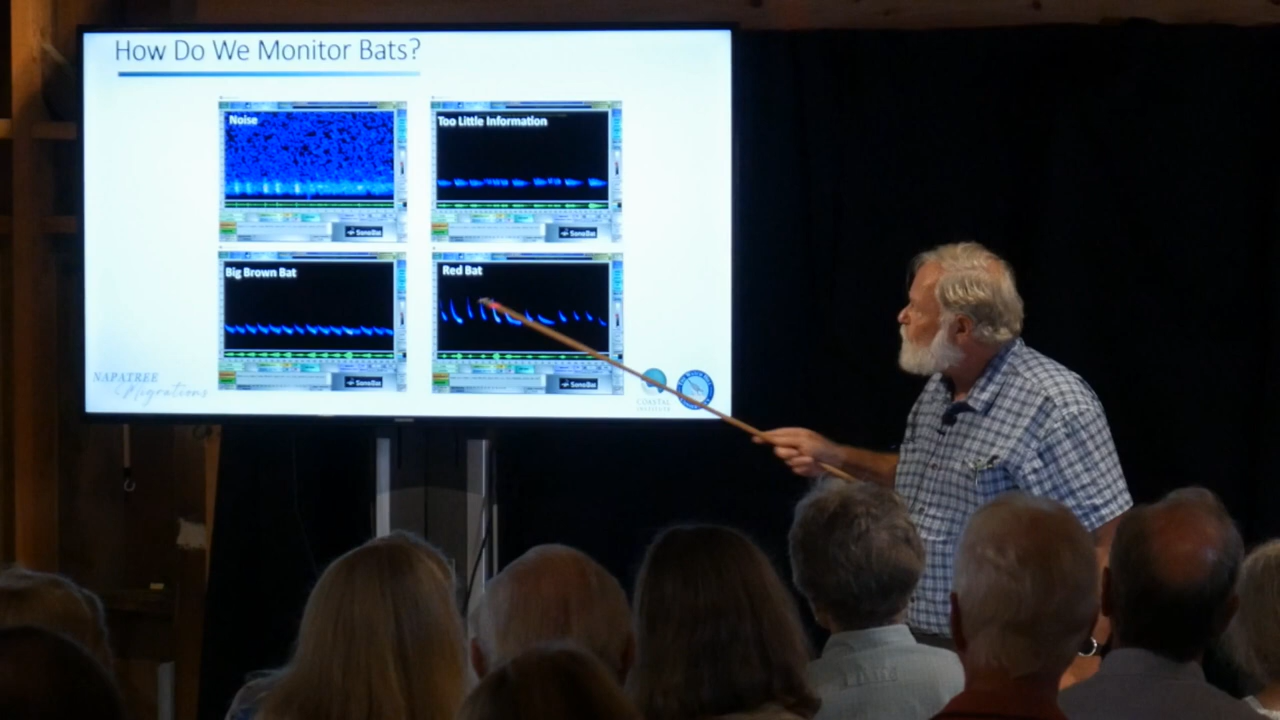 How Do We Monitor Bats?
Noise
Too Little Information
SonoBat
SonoBat
Big Brown Bat
Red Bat
SonoBat
SonoBat
NAPATREE
Migrations
COASTAL
INSTITUTE